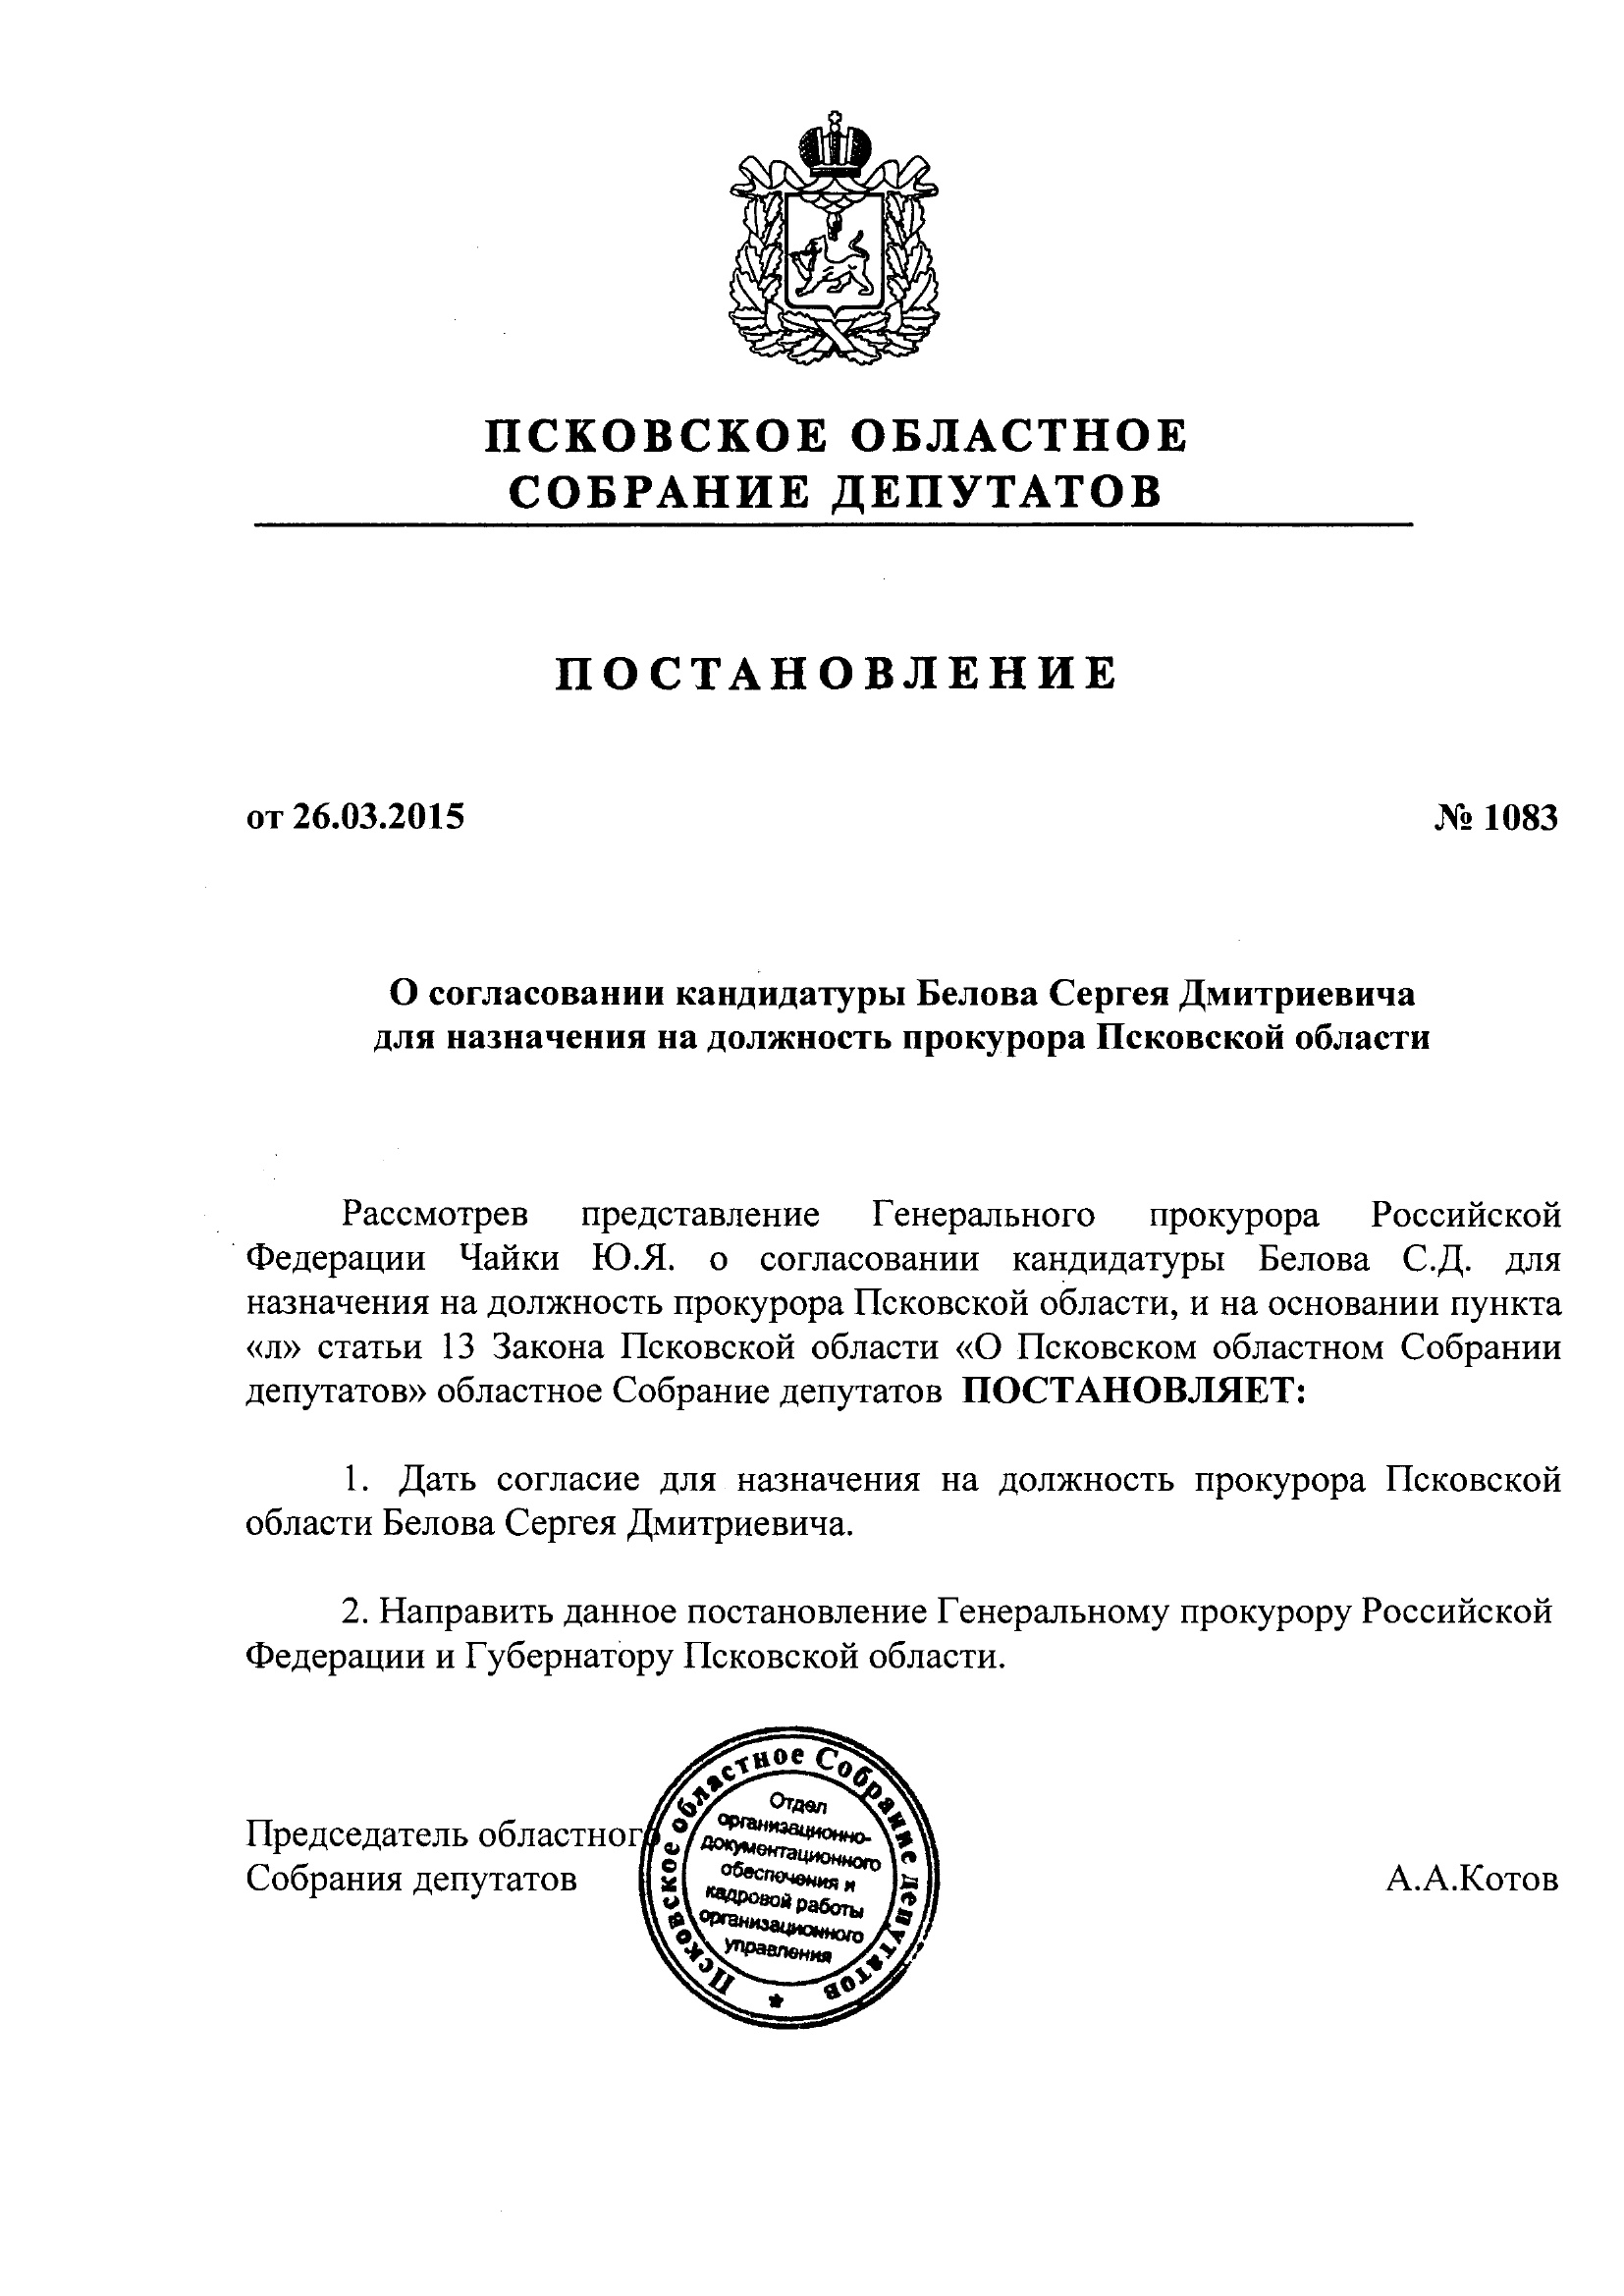 ПСКОВСКОЕ ОБЛАСТНОЕ
СОБРАНИЕ ДЕПУТАТОВ
ПОСТАНОВЛЕНИЕ
от 26.03.2015 № 1083
О согласовании кандидатуры Белова Сергея Дмитриевича
для назначения на должность прокурора Псковской области
Рассмотрев представление Генерального прокурора Российской
Федерации Чайки Ю.Я. о согласовании кандидатуры Белова С.Д. для
назначения на должность прокурора Псковской области, и на основании пункта
«л» статьи 13 Закона Псковской области «О Псковском областном Собрании
депутатов» областное Собрание депутатов ПОСТАНОВЛЯЕТ:
1. Дать согласие для назначения на должность прокурора Псковской
области Белова Сергея Дмитриевича.
2. Направить данное постановление Генеральному прокурору Российской
Федерации и Губернатору Псковской области.
Председатель областного
Собрания депутатов А.А.Котов
Псковское областное Собрание депутатов
Отдел
организационно-
документационного
обеспечения и
кадровой работы
организационного
управления